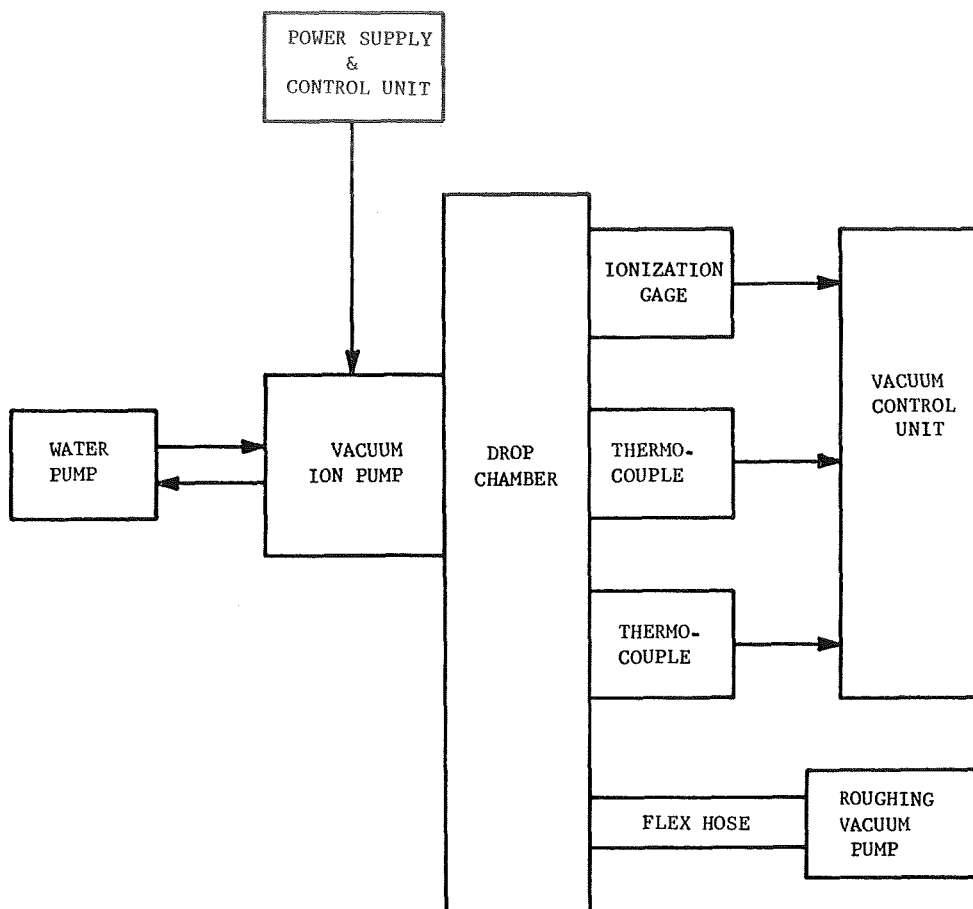 POWER SUPPLY
&
CONTROL UNIT
IONIZATION
GAGE
VACUUM
CONTROL
UNIT
WATER
PUMP
VACUUM
ION PUMP
DROP
CHAMBER
THERMO-
COUPLE
THERMO-
COUPLE
FLEX HOSE
ROUGHING
VACUUM
PUMP